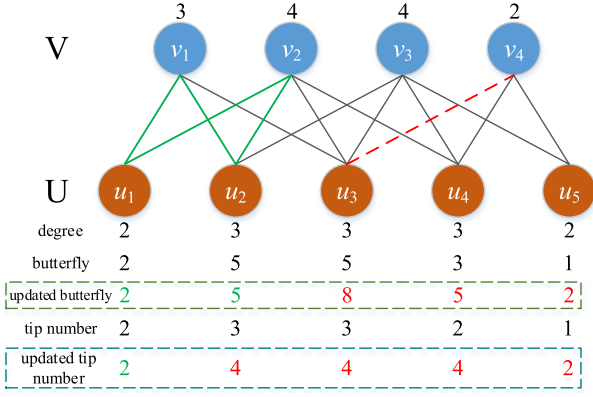 3 4 4 2
V v1 v2 v3 v4
U u1 u2 u3 u4 u5
degree 2 3 3 3 2
butterfly 2 5 5 3 1
updated butterfly 2 5 8 5 2
tip number 2 3 3 2 1
updated tip
number 2 4 4 4 2